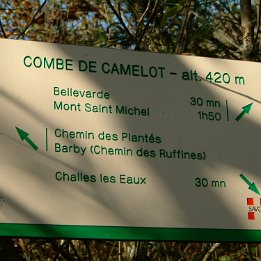 COMBE DE CAMELOT - alt. 420 m
Bellevarde 30 mn
Mont Saint Michel 1h50
Chemin des Plantés
Barby (Chemin des Ruffines)
Challes les Eaux 30 mn